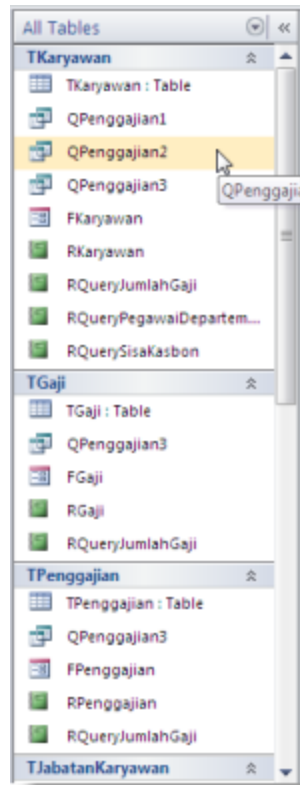 All Tables
TKaryawan
TKaryawan : Table
QPenggajian1
QPenggajian2
QPenggajian3
QPenggaji
FKaryawan
RKaryawan
RQueryJumlahGaji
RQueryPegawaiDepartem...
RQuerySisaKasbon
TGaji
TGaji : Table
QPenggajian3
FGaji
RGaji
RQueryJumlahGaji
TPenggajian
TPenggajian : Table
QPenggajian3
FPenggajian
RPenggajian
RQueryJumlahGaji
TJabatanKaryawan